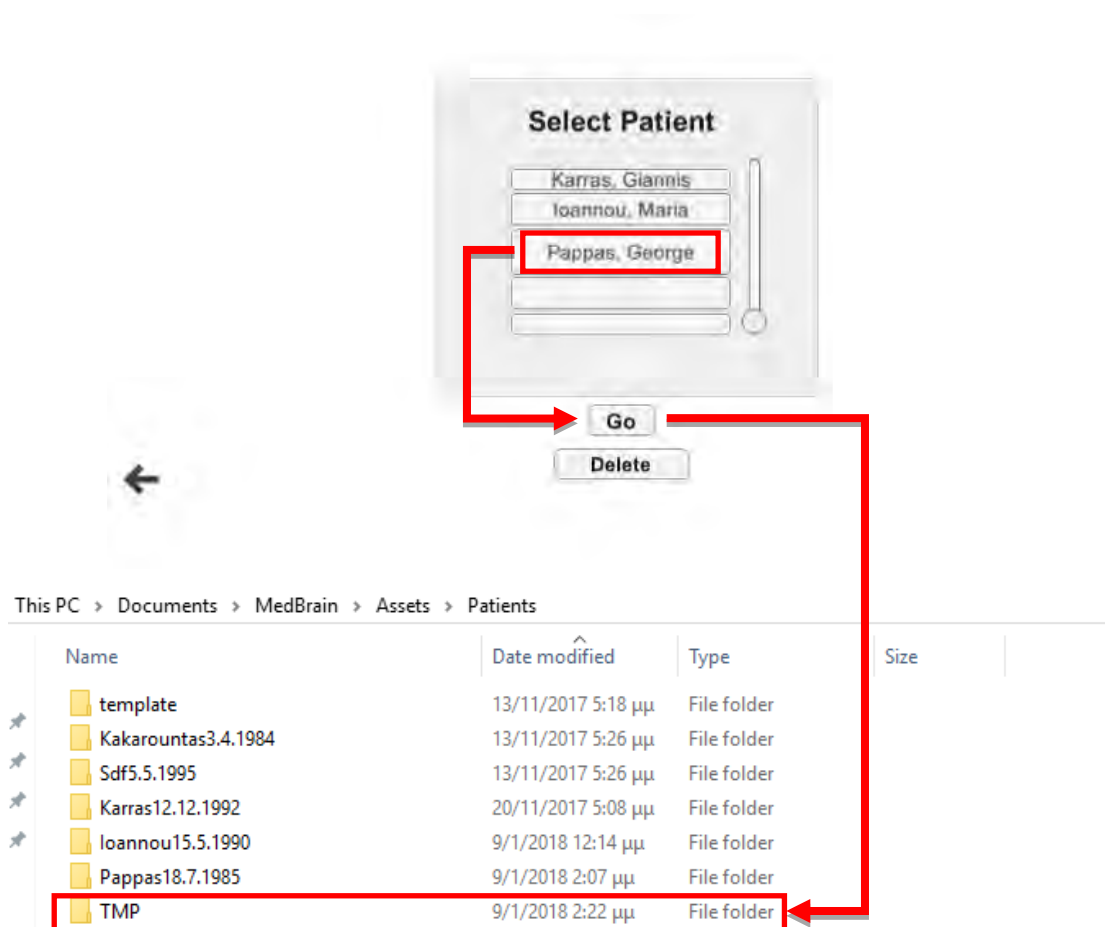 Select Patient
Karras, Giannis
Ioannou, Maria
Pappas, George
Go
Delete
This PC > Documents > MedBrain > Assets > Patients
Name Date modified Type Size
template 13/11/2017 5:18 μμ File folder
Kakarountas3.4.1984 13/11/2017 5:26 μμ File folder
Sdf5.5.1995 13/11/2017 5:26 μμ File folder
Karras12.12.1992 20/11/2017 5:08 μμ File folder
Ioannou15.5.1990 9/1/2018 12:14 μμ File folder
Pappas18.7.1985 9/1/2018 2:07 μμ File folder
TMP 9/1/2018 2:22 μμ File folder